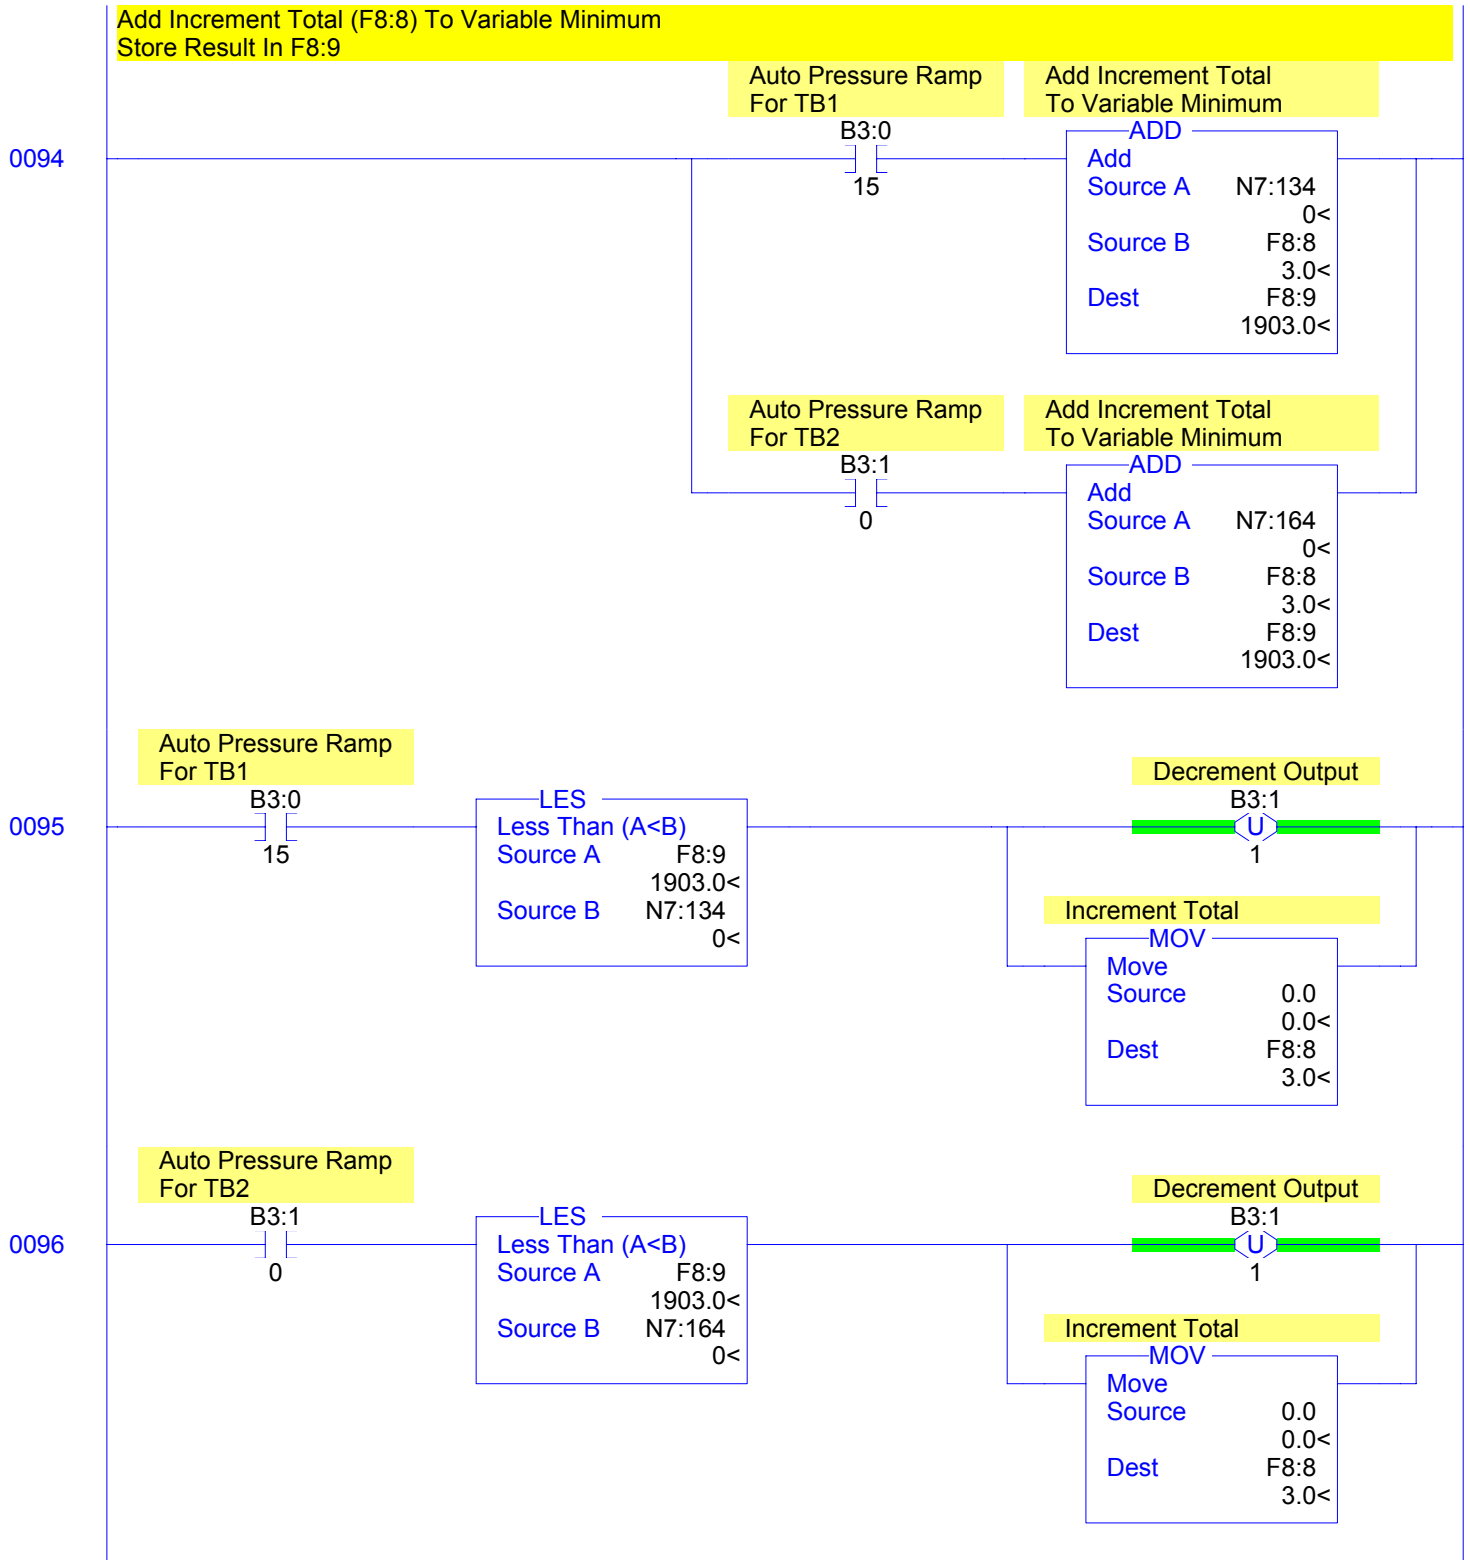 Add Increment Total (F8:8) To Variable Minimum
Store Result In F8:9
0094
Auto Pressure Ramp
For TB1
B3:0
15
Add Increment Total
To Variable Minimum
ADD
Add
Source A N7:134
0<
Source B F8:8
3.0<
Dest F8:9
1903.0<
Auto Pressure Ramp
For TB2
B3:1
0
Add Increment Total
To Variable Minimum
ADD
Add
Source A N7:164
0<
Source B F8:8
3.0<
Dest F8:9
1903.0<
0095
Auto Pressure Ramp
For TB1
B3:0
15
LES
Less Than (A<B)
Source A F8:9
1903.0<
Source B N7:134
0<
Decrement Output
B3:1
U
1
Increment Total
MOV
Move
Source 0.0
0.0<
Dest F8:8
3.0<
0096
Auto Pressure Ramp
For TB2
B3:1
0
LES
Less Than (A<B)
Source A F8:9
1903.0<
Source B N7:164
0<
Decrement Output
B3:1
U
1
Increment Total
MOV
Move
Source 0.0
0.0<
Dest F8:8
3.0<